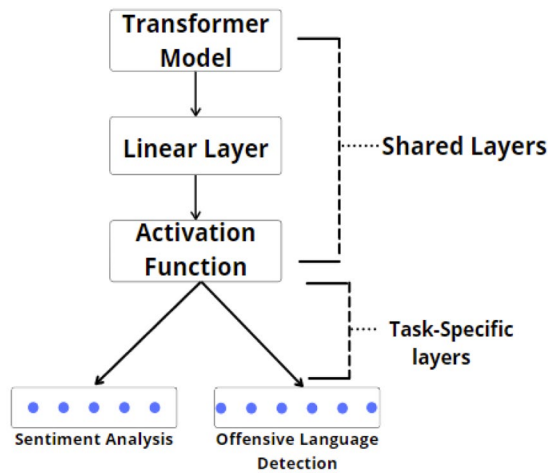 Transformer
Model
Linear Layer
Shared Layers
Activation
Function
Task-Specific
layers
Sentiment Analysis
Offensive Language
Detection